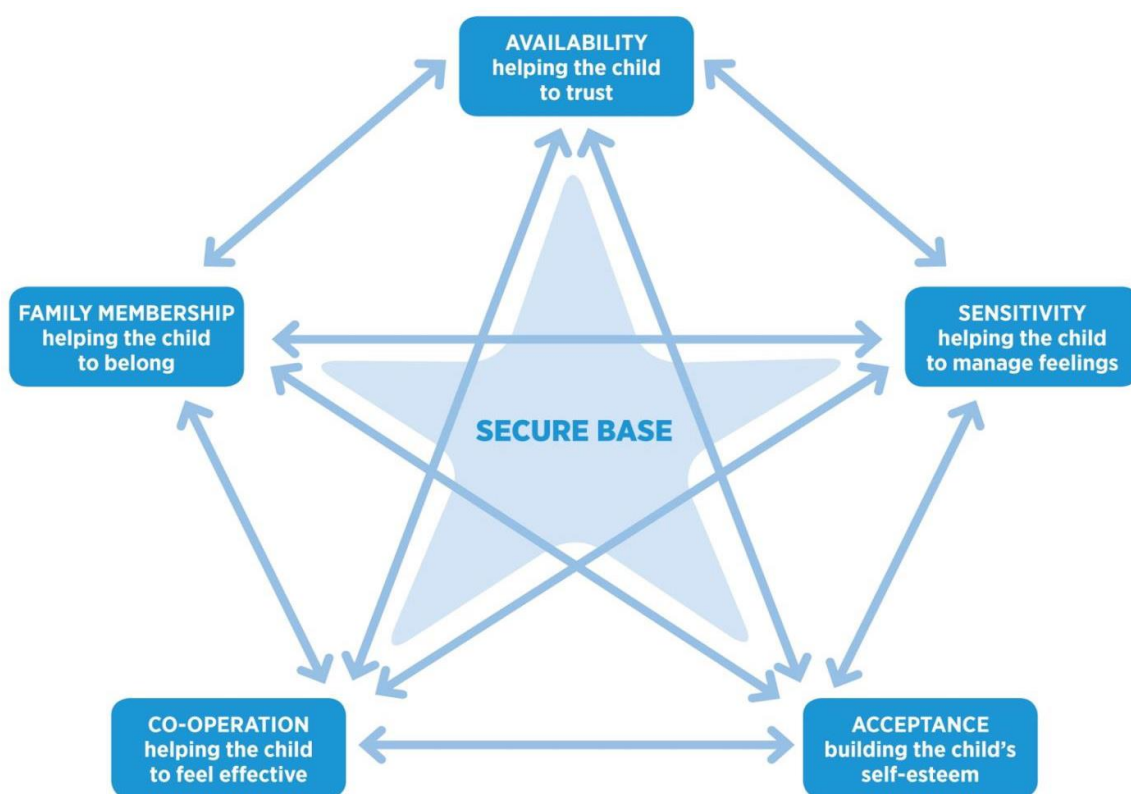 AVAILABILITY
helping the child
to trust
FAMILY MEMBERSHIP
helping the child
to belong
SENSITIVITY
helping the child
to manage feelings
SECURE BASE
CO-OPERATION
helping the child
to feel effective
ACCEPTANCE
building the child’s
self-esteem